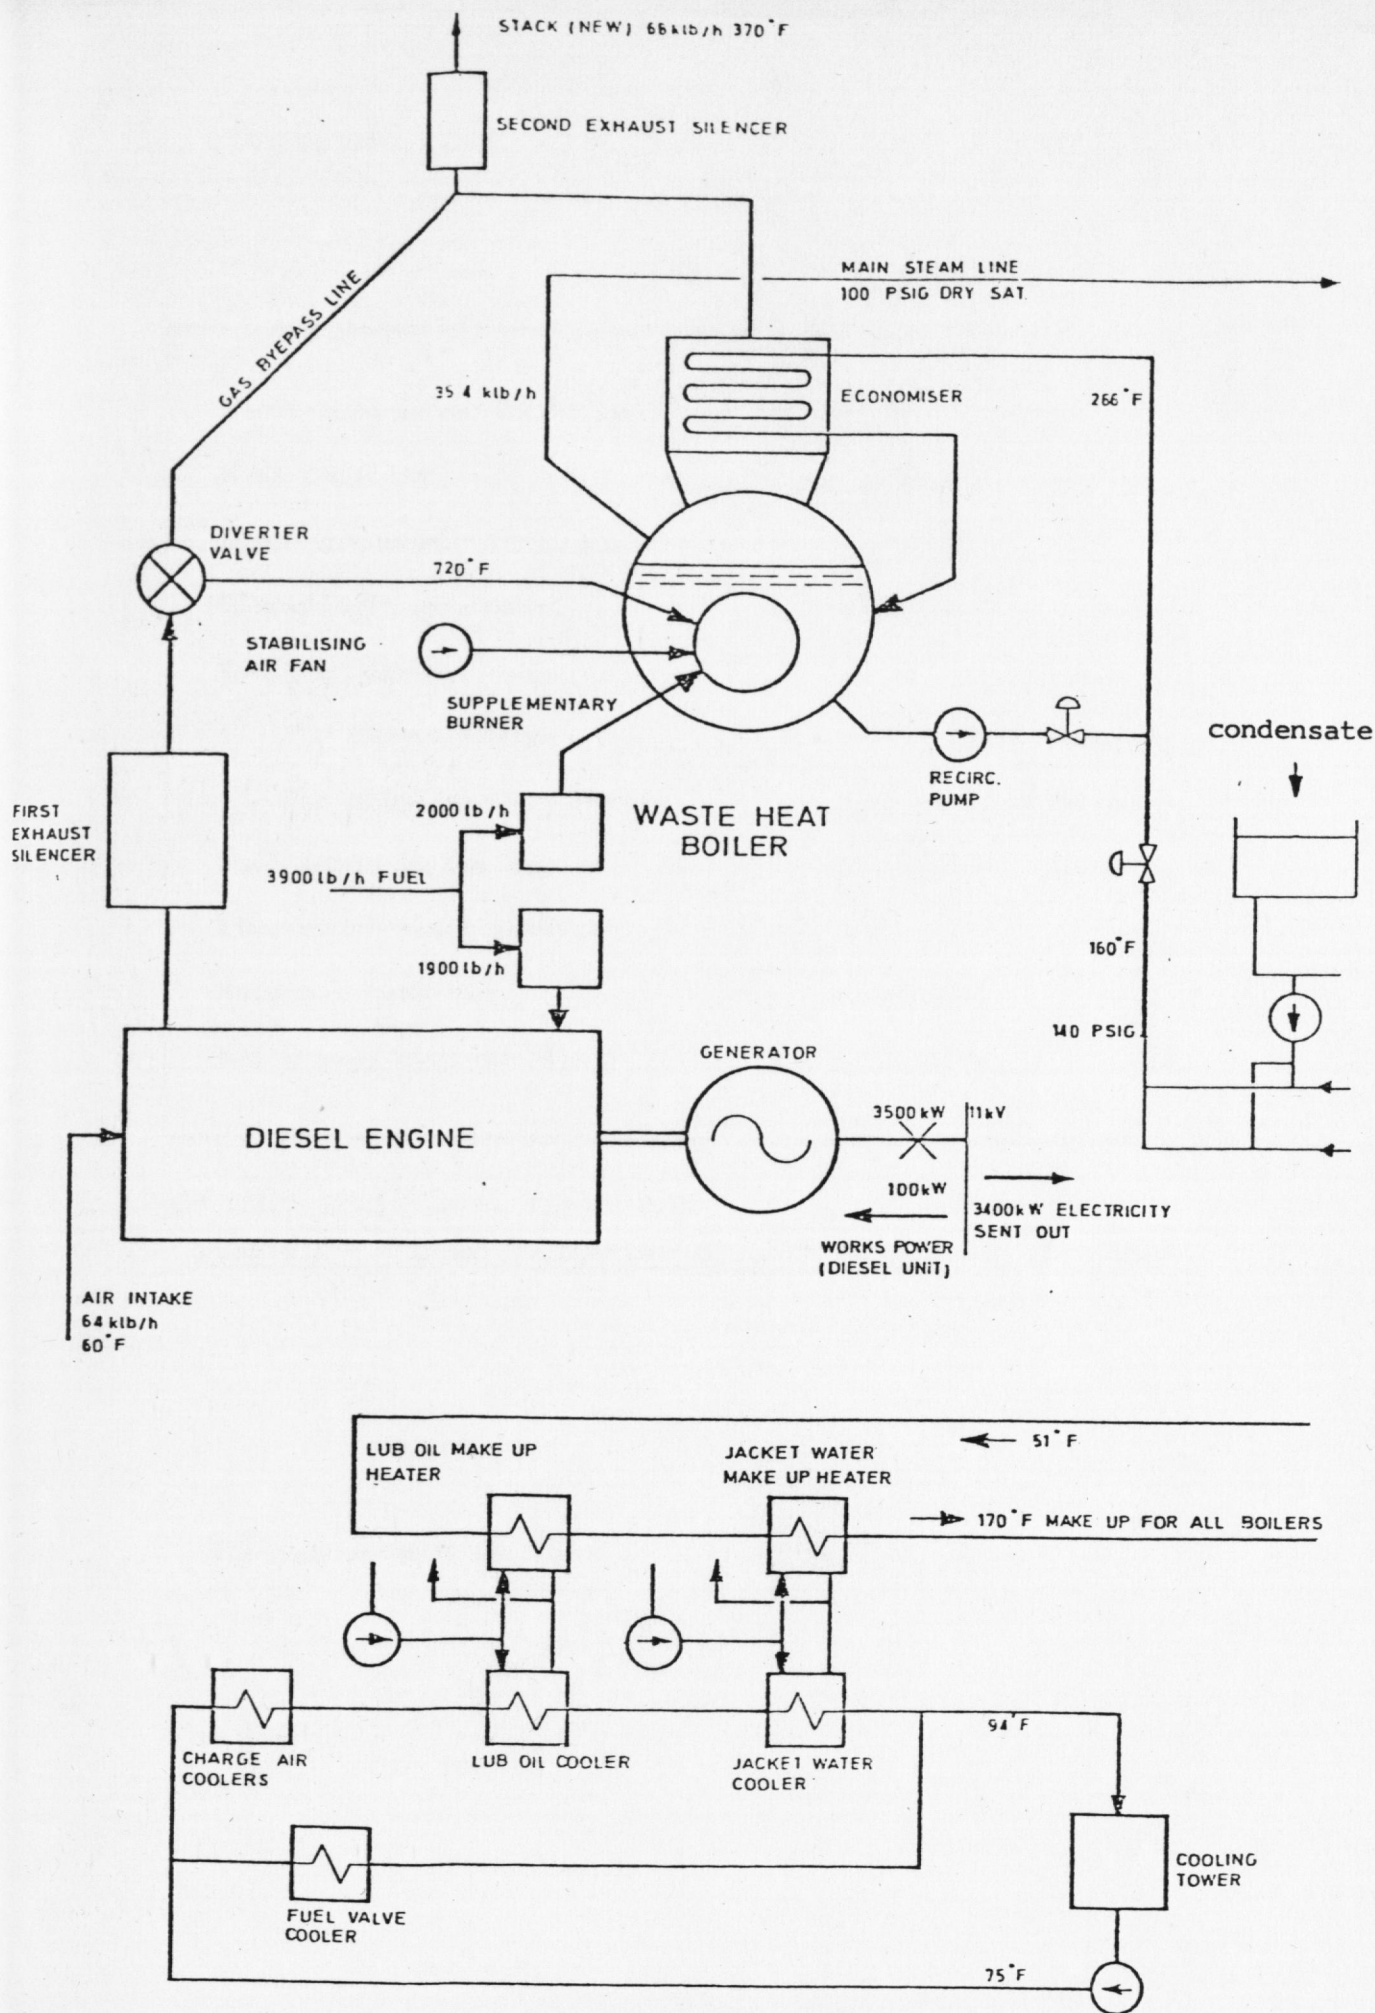 STACK (NEW) 66klb/h 370°F
SECOND EXHAUST SILENCER
MAIN STEAM LINE
100 PSIG DRY SAT.
GAS BYEPASS LINE
35.4 klb/h
ECONOMISER
266°F
DIVERTER
VALVE
720°F
STABILISING
AIR FAN
SUPPLEMENTARY
BURNER
condensate
RECIRC.
PUMP
FIRST
EXHAUST
SILENCER
2000 lb/h
WASTE HEAT
BOILER
3900 lb/h FUEL
1900 lb/h
160°F
140 PSIG
GENERATOR
DIESEL ENGINE
3500kW
11kV
100kW
3400kW ELECTRICITY
SENT OUT
WORKS POWER
(DIESEL UNIT)
AIR INTAKE
64 klb/h
60°F
51°F
LUB OIL MAKE UP
HEATER
JACKET WATER
MAKE UP HEATER
170°F MAKE UP FOR ALL BOILERS
94°F
CHARGE AIR
COOLERS
LUB OIL COOLER
JACKET WATER
COOLER
COOLING
TOWER
FUEL VALVE
COOLER
75°F